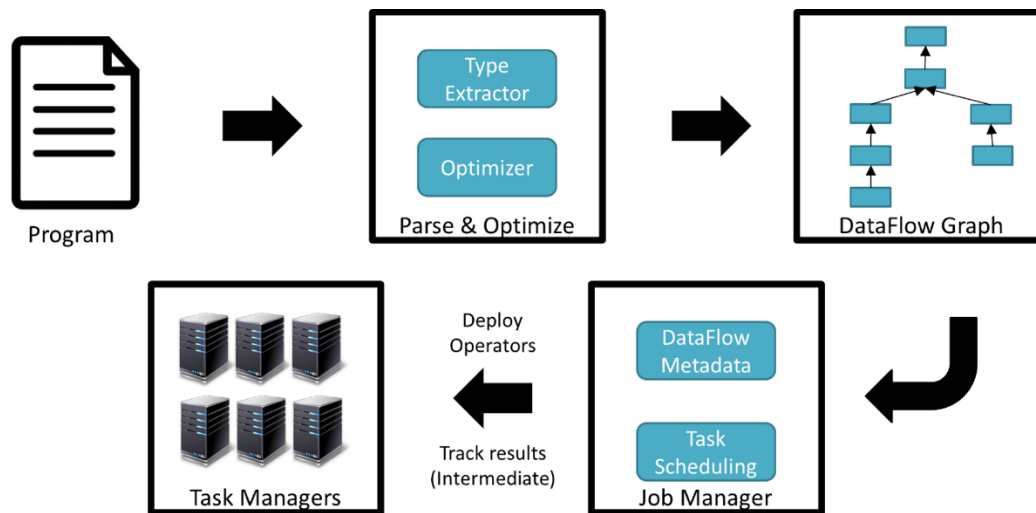 Type
Extractor
Optimizer
Program
Parse & Optimize
DataFlow Graph
Deploy
Operators
DataFlow
Metadata
Track results
(Intermediate)
Task
Scheduling
Task Managers
Job Manager